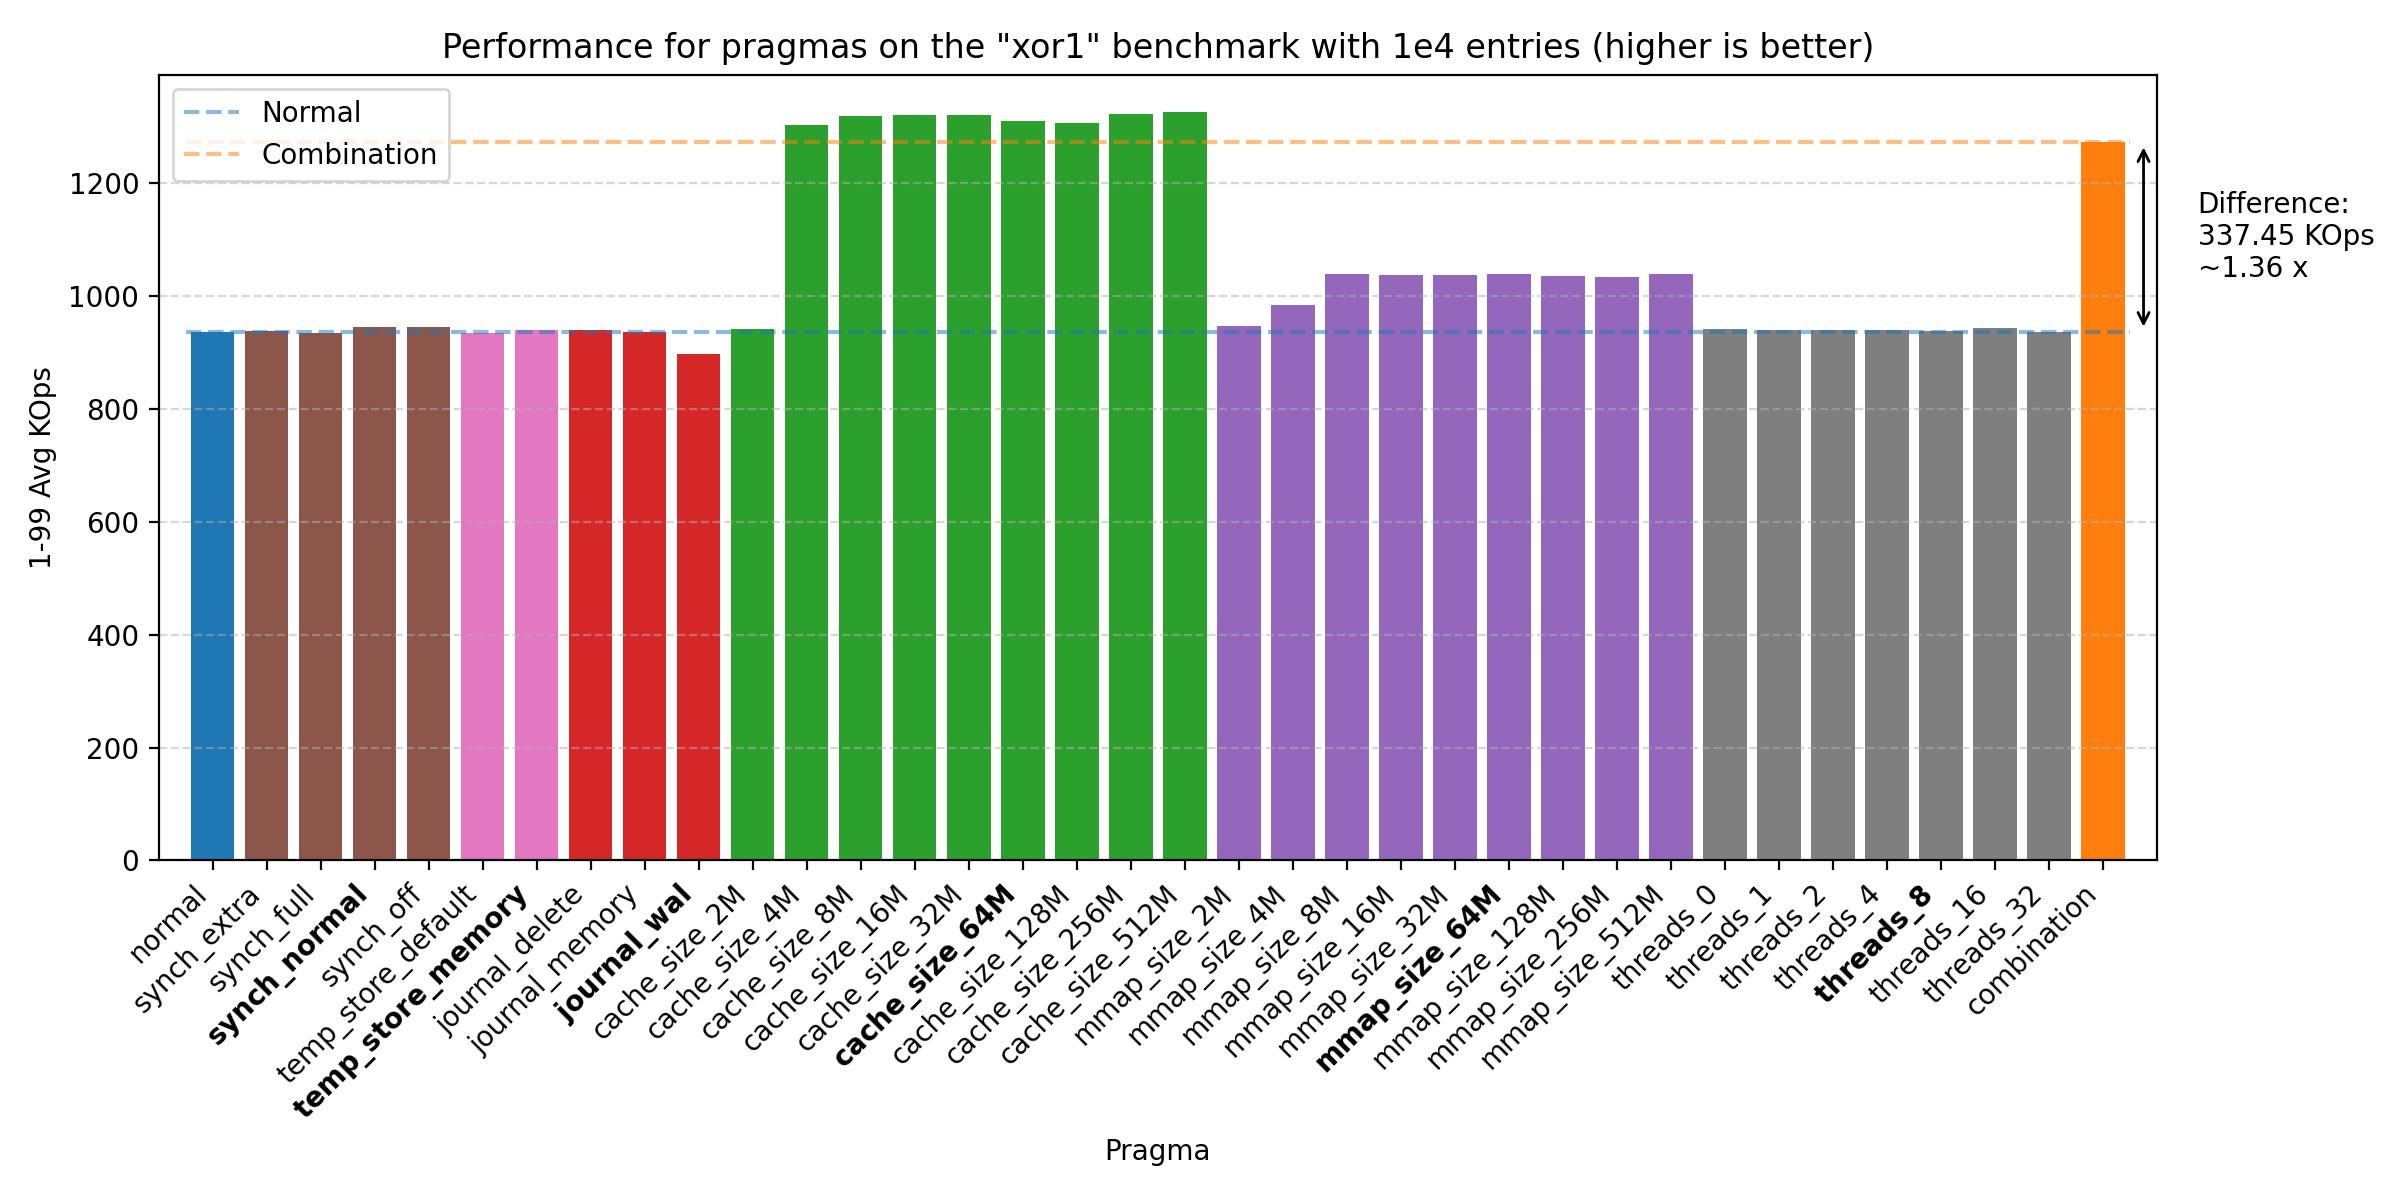 Performance for pragmas on the "xor1" benchmark with 1e4 entries (higher is better)
Normal
Combination
1200
1000
800
600
400
200
0
1-99 Avg KOps
Difference:
337.45 KOps
~1.36 x
normal
synch_extra
synch_full
synch_normal
synch_off
temp_store_default
temp_store_memory
journal_delete
journal_memory
journal_wal
cache_size_2M
cache_size_4M
cache_size_8M
cache_size_16M
cache_size_32M
cache_size_64M
cache_size_128M
cache_size_256M
cache_size_512M
mmap_size_2M
mmap_size_4M
mmap_size_8M
mmap_size_16M
mmap_size_32M
mmap_size_64M
mmap_size_128M
mmap_size_256M
mmap_size_512M
threads_0
threads_1
threads_2
threads_4
threads_8
threads_16
threads_32
combination
Pragma